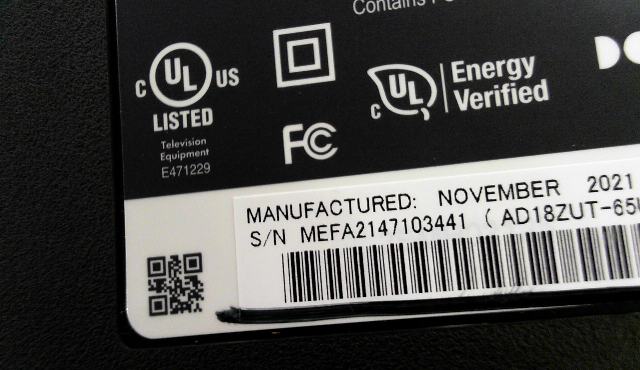 Contains
C UL US
LISTED
Television
Equipment
E471229
FC
C UL
Energy
Verified
MANUFACTURED: NOVEMBER 2021
S/N MEFA2147103441 ( AD18ZUT-65